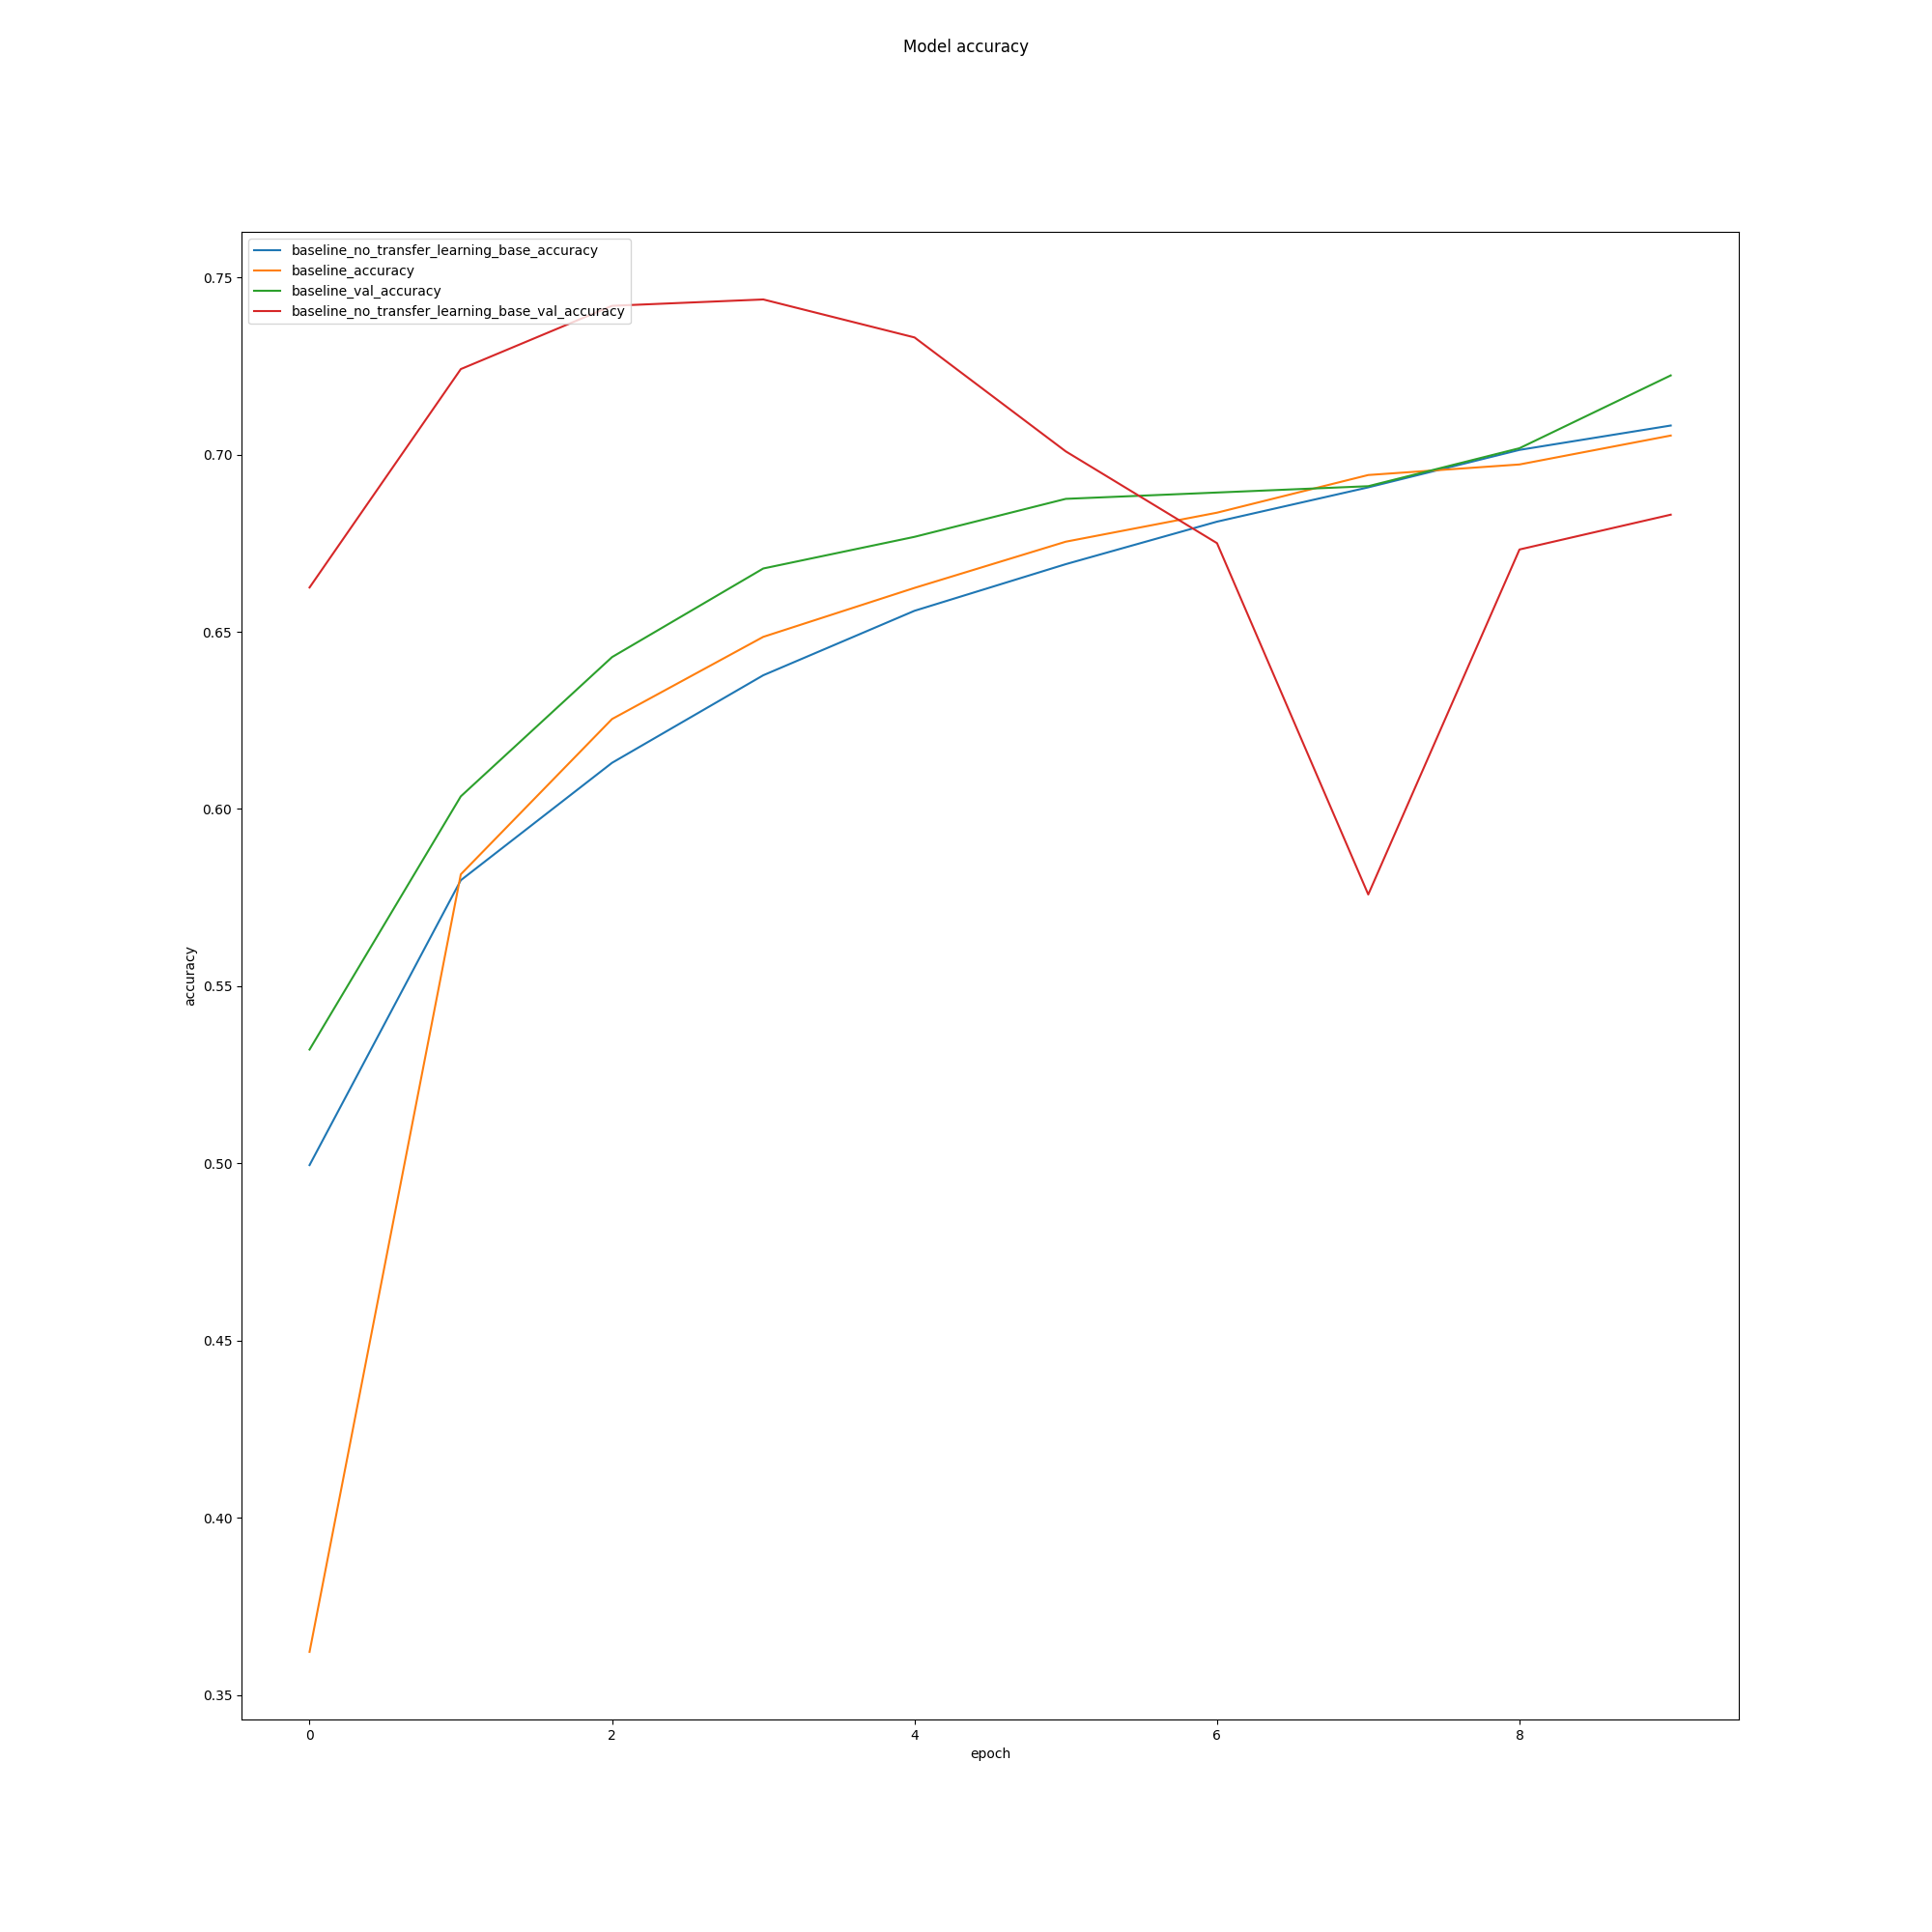 Model accuracy
baseline_no_transfer_learning_base_accuracy
baseline_accuracy
baseline_val_accuracy
baseline_no_transfer_learning_base_val_accuracy
0.75
0.70
0.65
0.60
0.55
0.50
0.45
0.40
0.35
accuracy
0 2 4 6 8
epoch